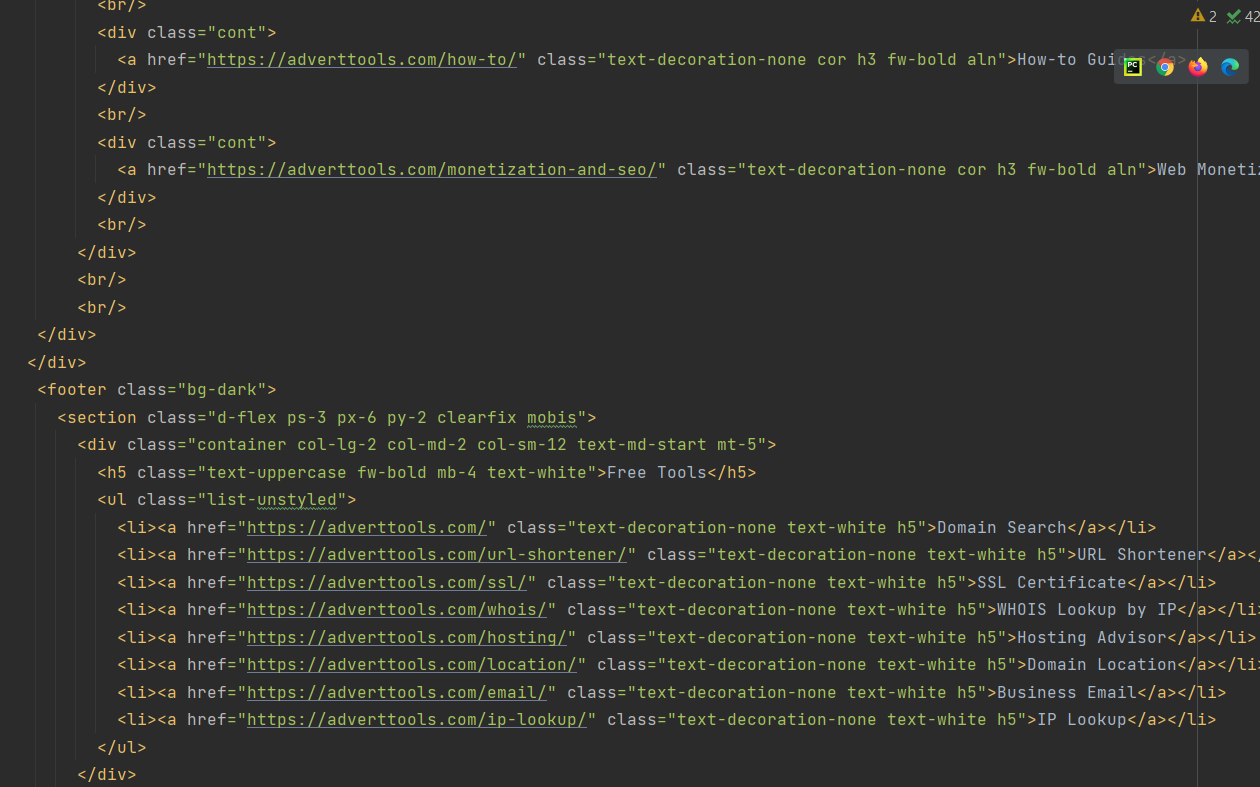 <br/>
2 42
<div class="cont">
<a href="https://adverttools.com/how-to/" class="text-decoration-none cor h3 fw-bold aln">How-to Guides</a>
PC
</div>
<br/>
<div class="cont">
<a href="https://adverttools.com/monetization-and-seo/" class="text-decoration-none cor h3 fw-bold aln">Web Monetiz
</div>
<br/>
</div>
<br/>
<br/>
</div>
</div>
<footer class="bg-dark">
<section class="d-flex ps-3 px-6 py-2 clearfix mobis">
<div class="container col-lg-2 col-md-2 col-sm-12 text-md-start mt-5">
<h5 class="text-uppercase fw-bold mb-4 text-white">Free Tools</h5>
<ul class="list-unstyled">
<li><a href="https://adverttools.com/" class="text-decoration-none text-white h5">Domain Search</a></li>
<li><a href="https://adverttools.com/url-shortener/" class="text-decoration-none text-white h5">URL Shortener</a></
<li><a href="https://adverttools.com/ssl/" class="text-decoration-none text-white h5">SSL Certificate</a></li>
<li><a href="https://adverttools.com/whois/" class="text-decoration-none text-white h5">WHOIS Lookup by IP</a></li>
<li><a href="https://adverttools.com/hosting/" class="text-decoration-none text-white h5">Hosting Advisor</a></li>
<li><a href="https://adverttools.com/location/" class="text-decoration-none text-white h5">Domain Location</a></li>
<li><a href="https://adverttools.com/email/" class="text-decoration-none text-white h5">Business Email</a></li>
<li><a href="https://adverttools.com/ip-lookup/" class="text-decoration-none text-white h5">IP Lookup</a></li>
</ul>
</div>